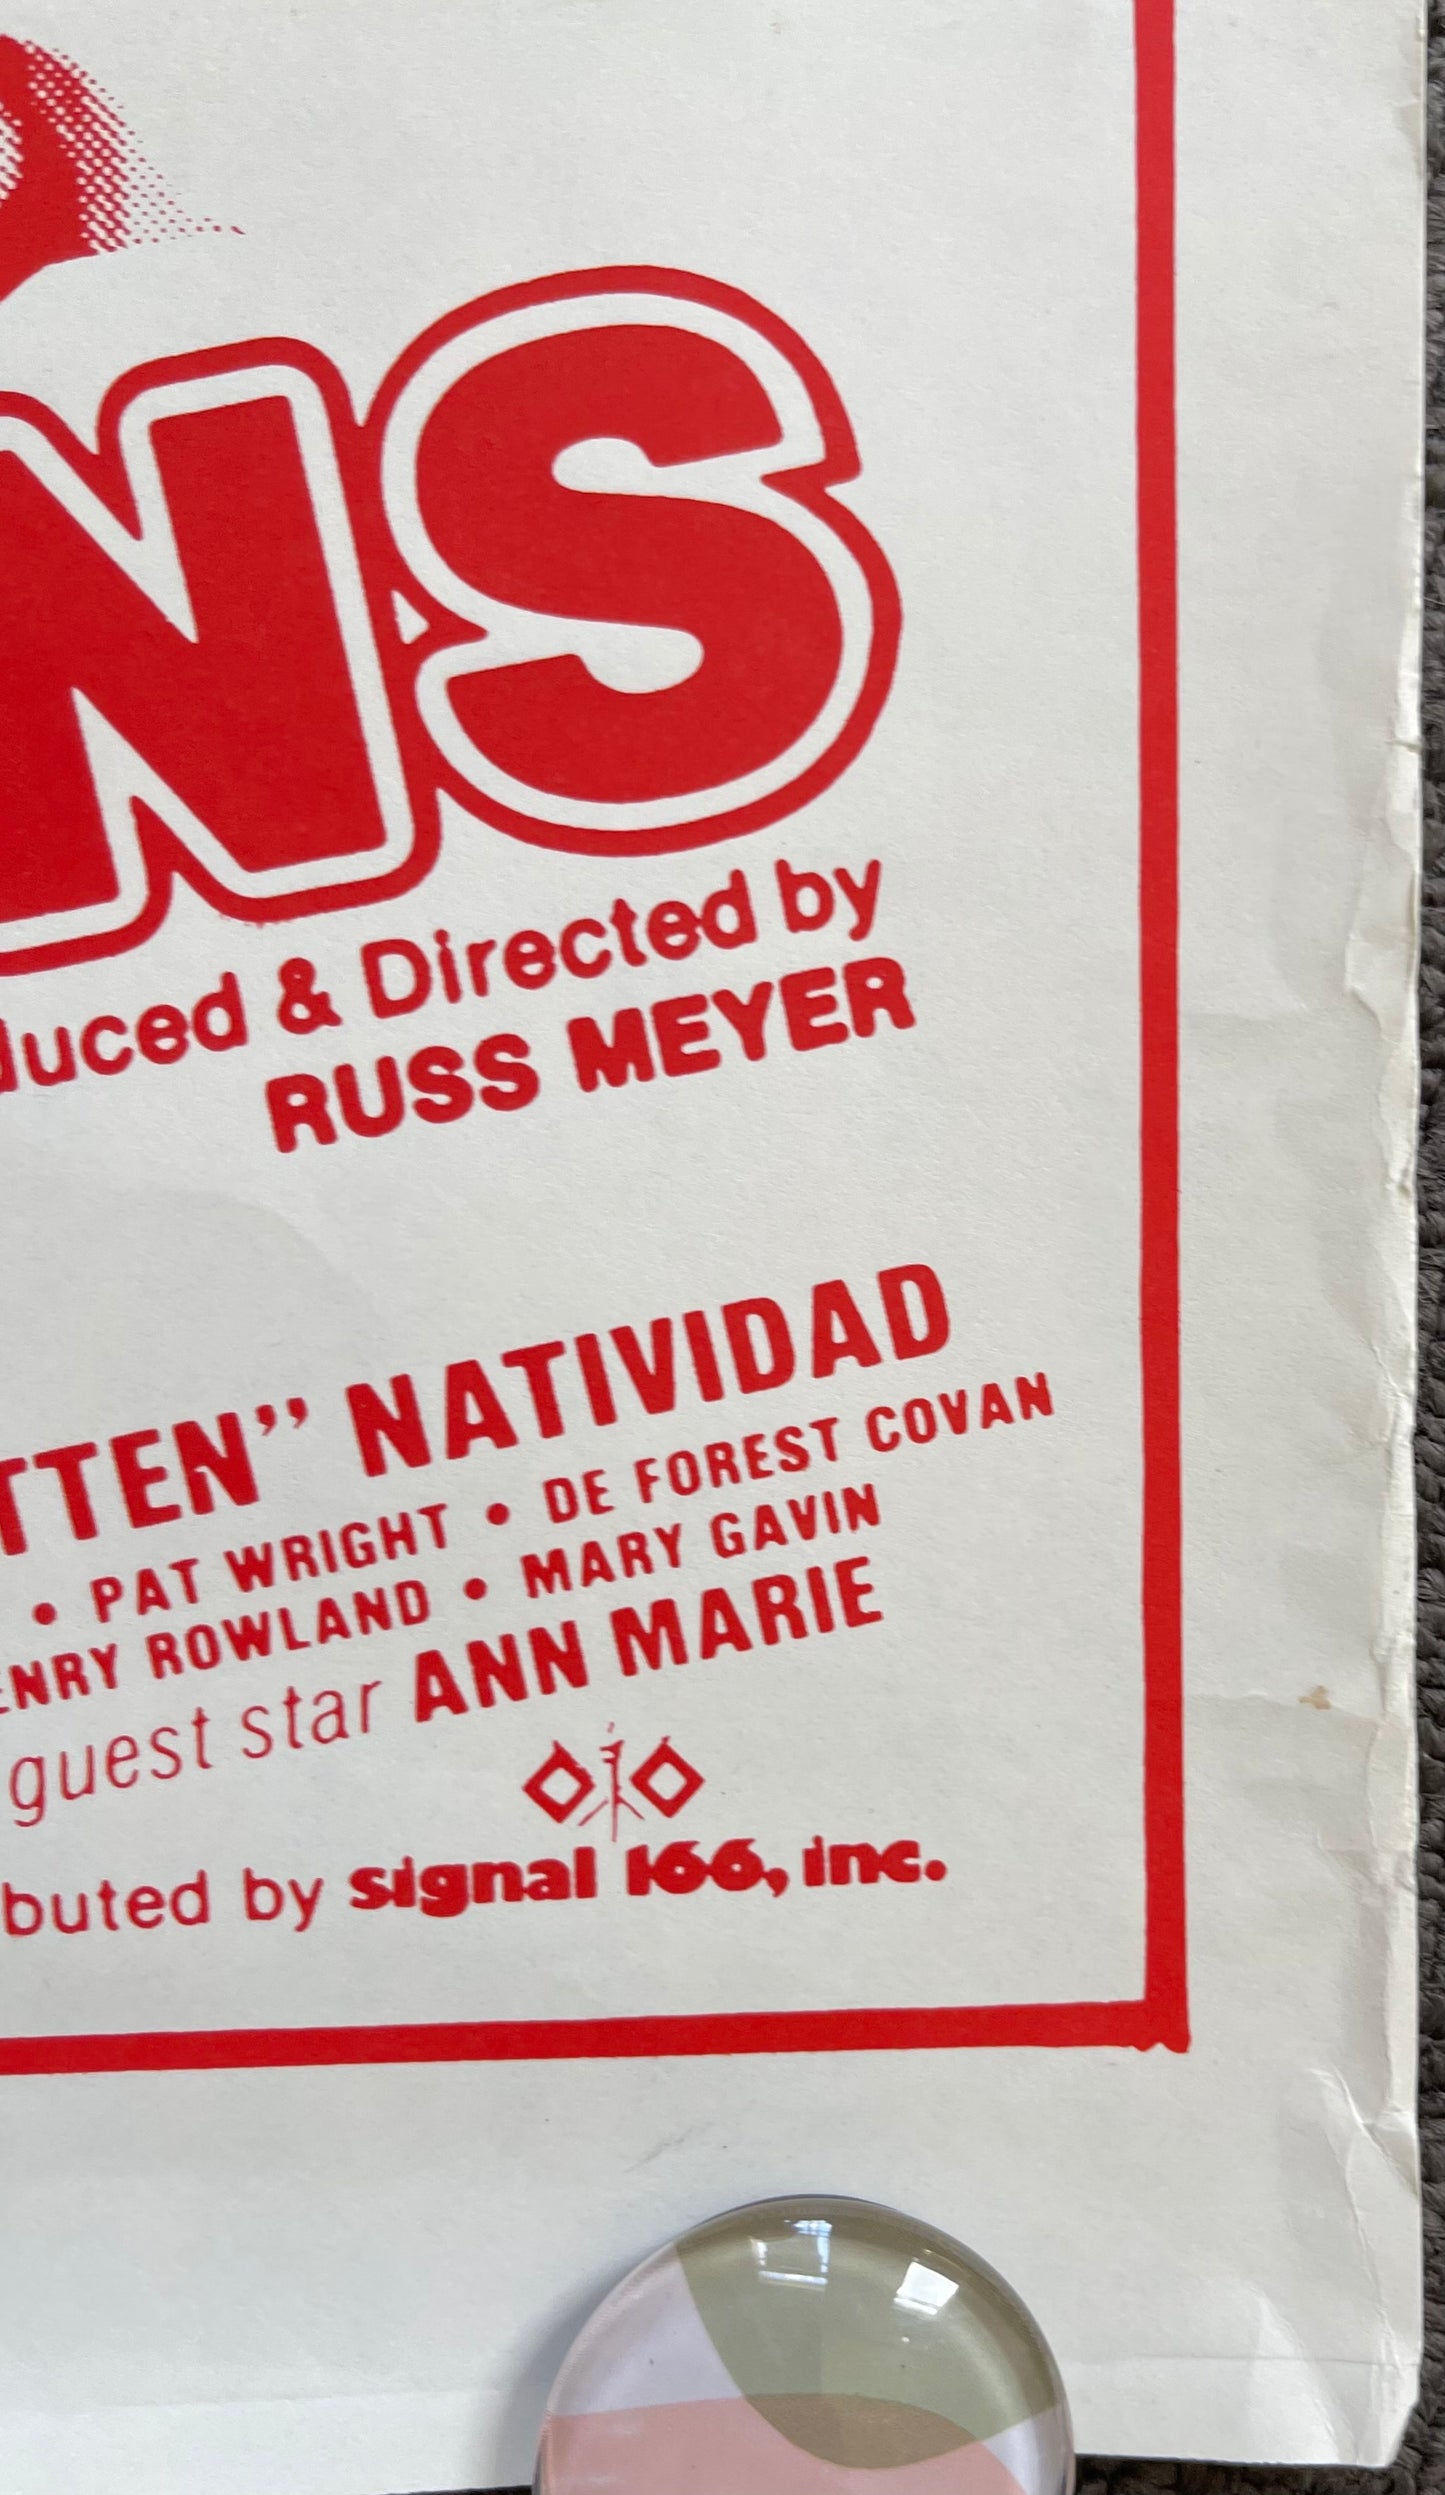 NS
duced & Directed by
RUSS MEYER
TTEN” NATIVIDAD
• PAT WRIGHT • DE FOREST COVAN
ENRY ROWLAND • MARY GAVIN
guest star ANN MARIE
buted by signal 166, inc.